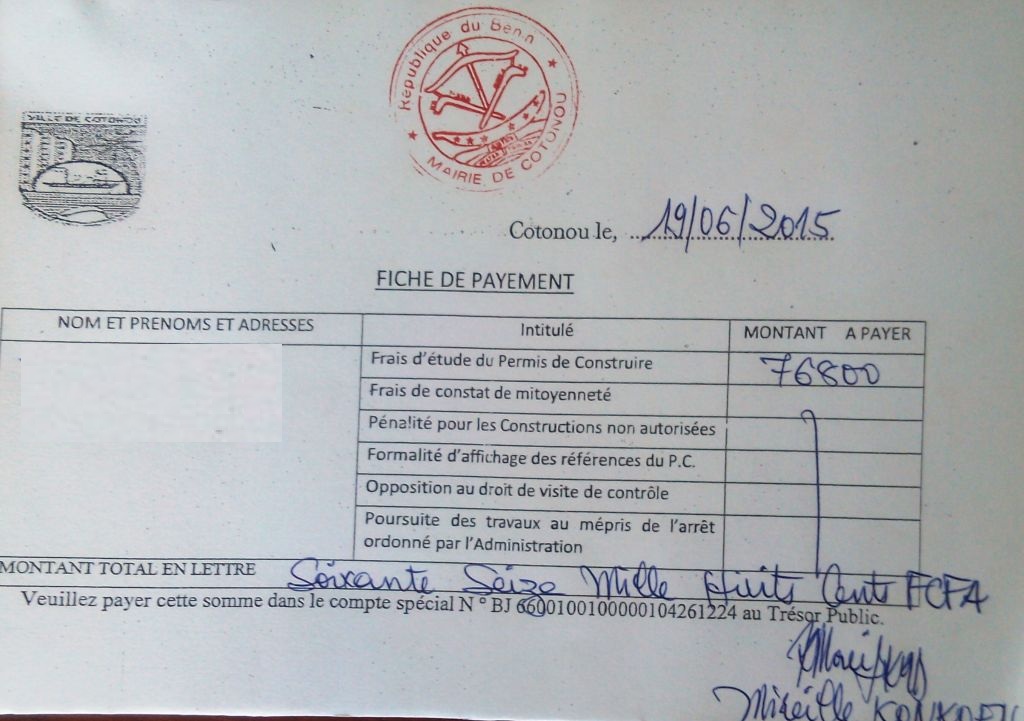 République du Benin
MAIRIE DE COTONOU
VILLE DE COTONOU
Cotonou le, 19/06/2015
FICHE DE PAYEMENT
NOM ET PRENOMS ET ADRESSES Intitulé MONTANT A PAYER
Frais d'étude du Permis de Construire 76800
Frais de constat de mitoyenneté
Pénalité pour les Constructions non autorisées
Formalité d'affichage des références du P.C.
Opposition au droit de visite de contrôle
Poursuite des travaux au mépris de l'arrêt
ordonné par l'Administration
MONTANT TOTAL EN LETTRE Soixante Seize Mille Huits Cents FCFA
Veuillez payer cette somme dans le compte spécial N° BJ 6600100100000104261224 au Trésor Public.
Mireille